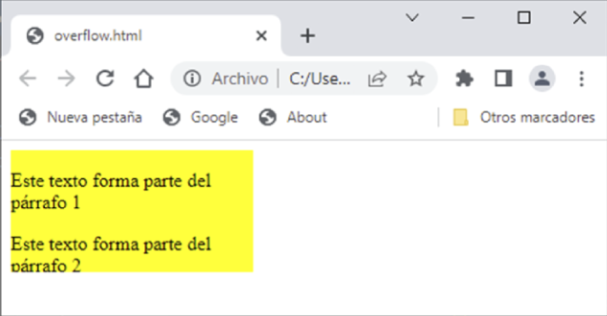 overflow.html
Archivo | C:/Use...
Nueva pestaña Google About Otros marcadores
Este texto forma parte del
párrafo 1
Este texto forma parte del
párrafo 2